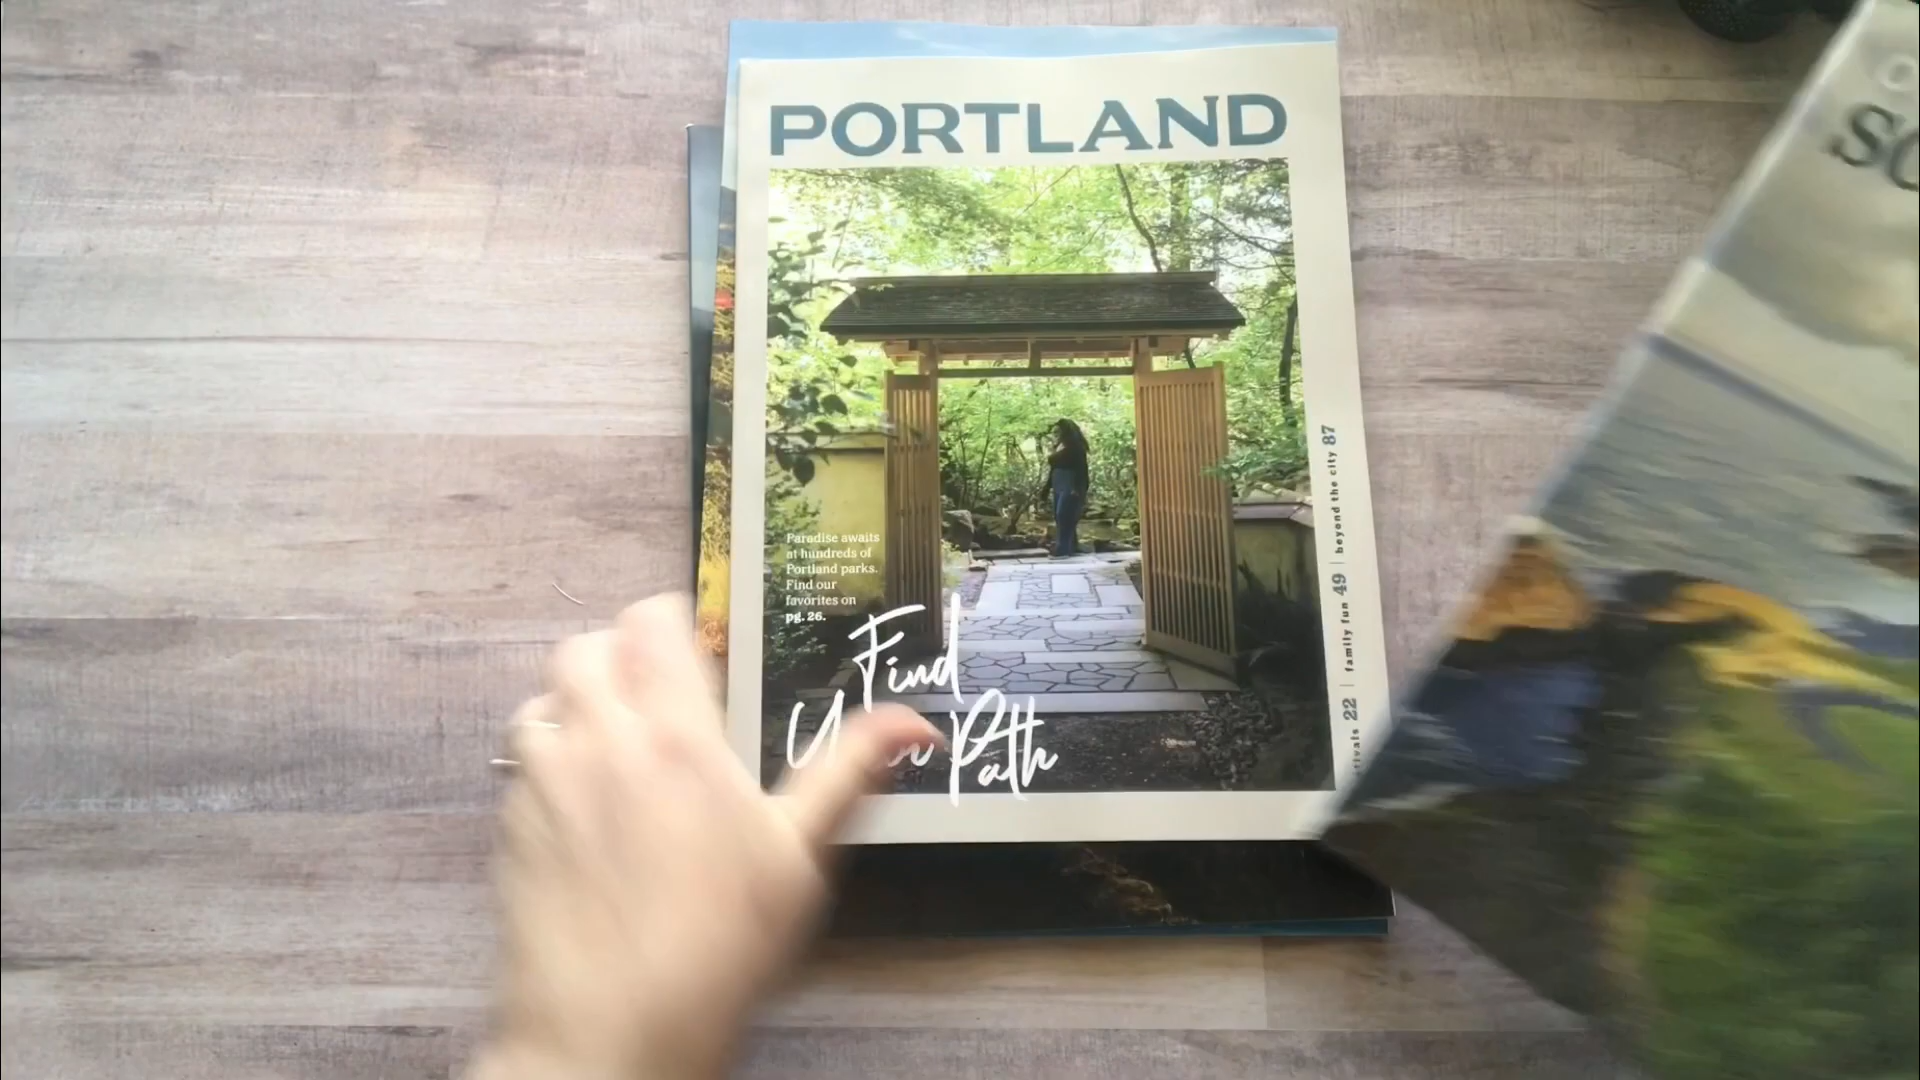 PORTLAND
Paradise awaits
at hundreds of
Portland parks.
Find our
favorites on
pg. 26.
Find
Path
22 | family fun 49 | beyond the city 87